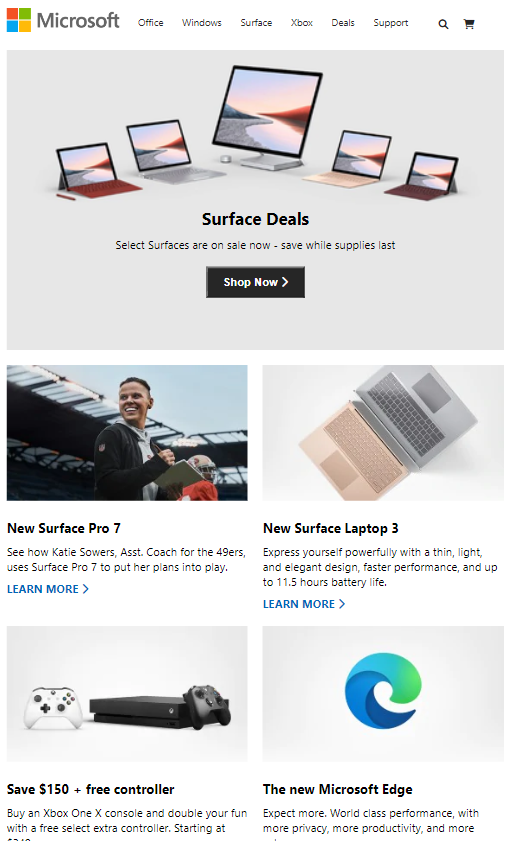 Microsoft
Office Windows Surface Xbox Deals Support
Surface Deals
Select Surfaces are on sale now - save while supplies last
Shop Now
New Surface Pro 7
See how Katie Sowers, Asst. Coach for the 49ers,
uses Surface Pro 7 to put her plans into play.
LEARN MORE
New Surface Laptop 3
Express yourself powerfully with a thin, light,
and elegant design, faster performance, and up
to 11.5 hours battery life.
LEARN MORE
Save $150 + free controller
Buy an Xbox One X console and double your fun
with a free select extra controller. Starting at
The new Microsoft Edge
Expect more. World class performance, with
more privacy, more productivity, and more